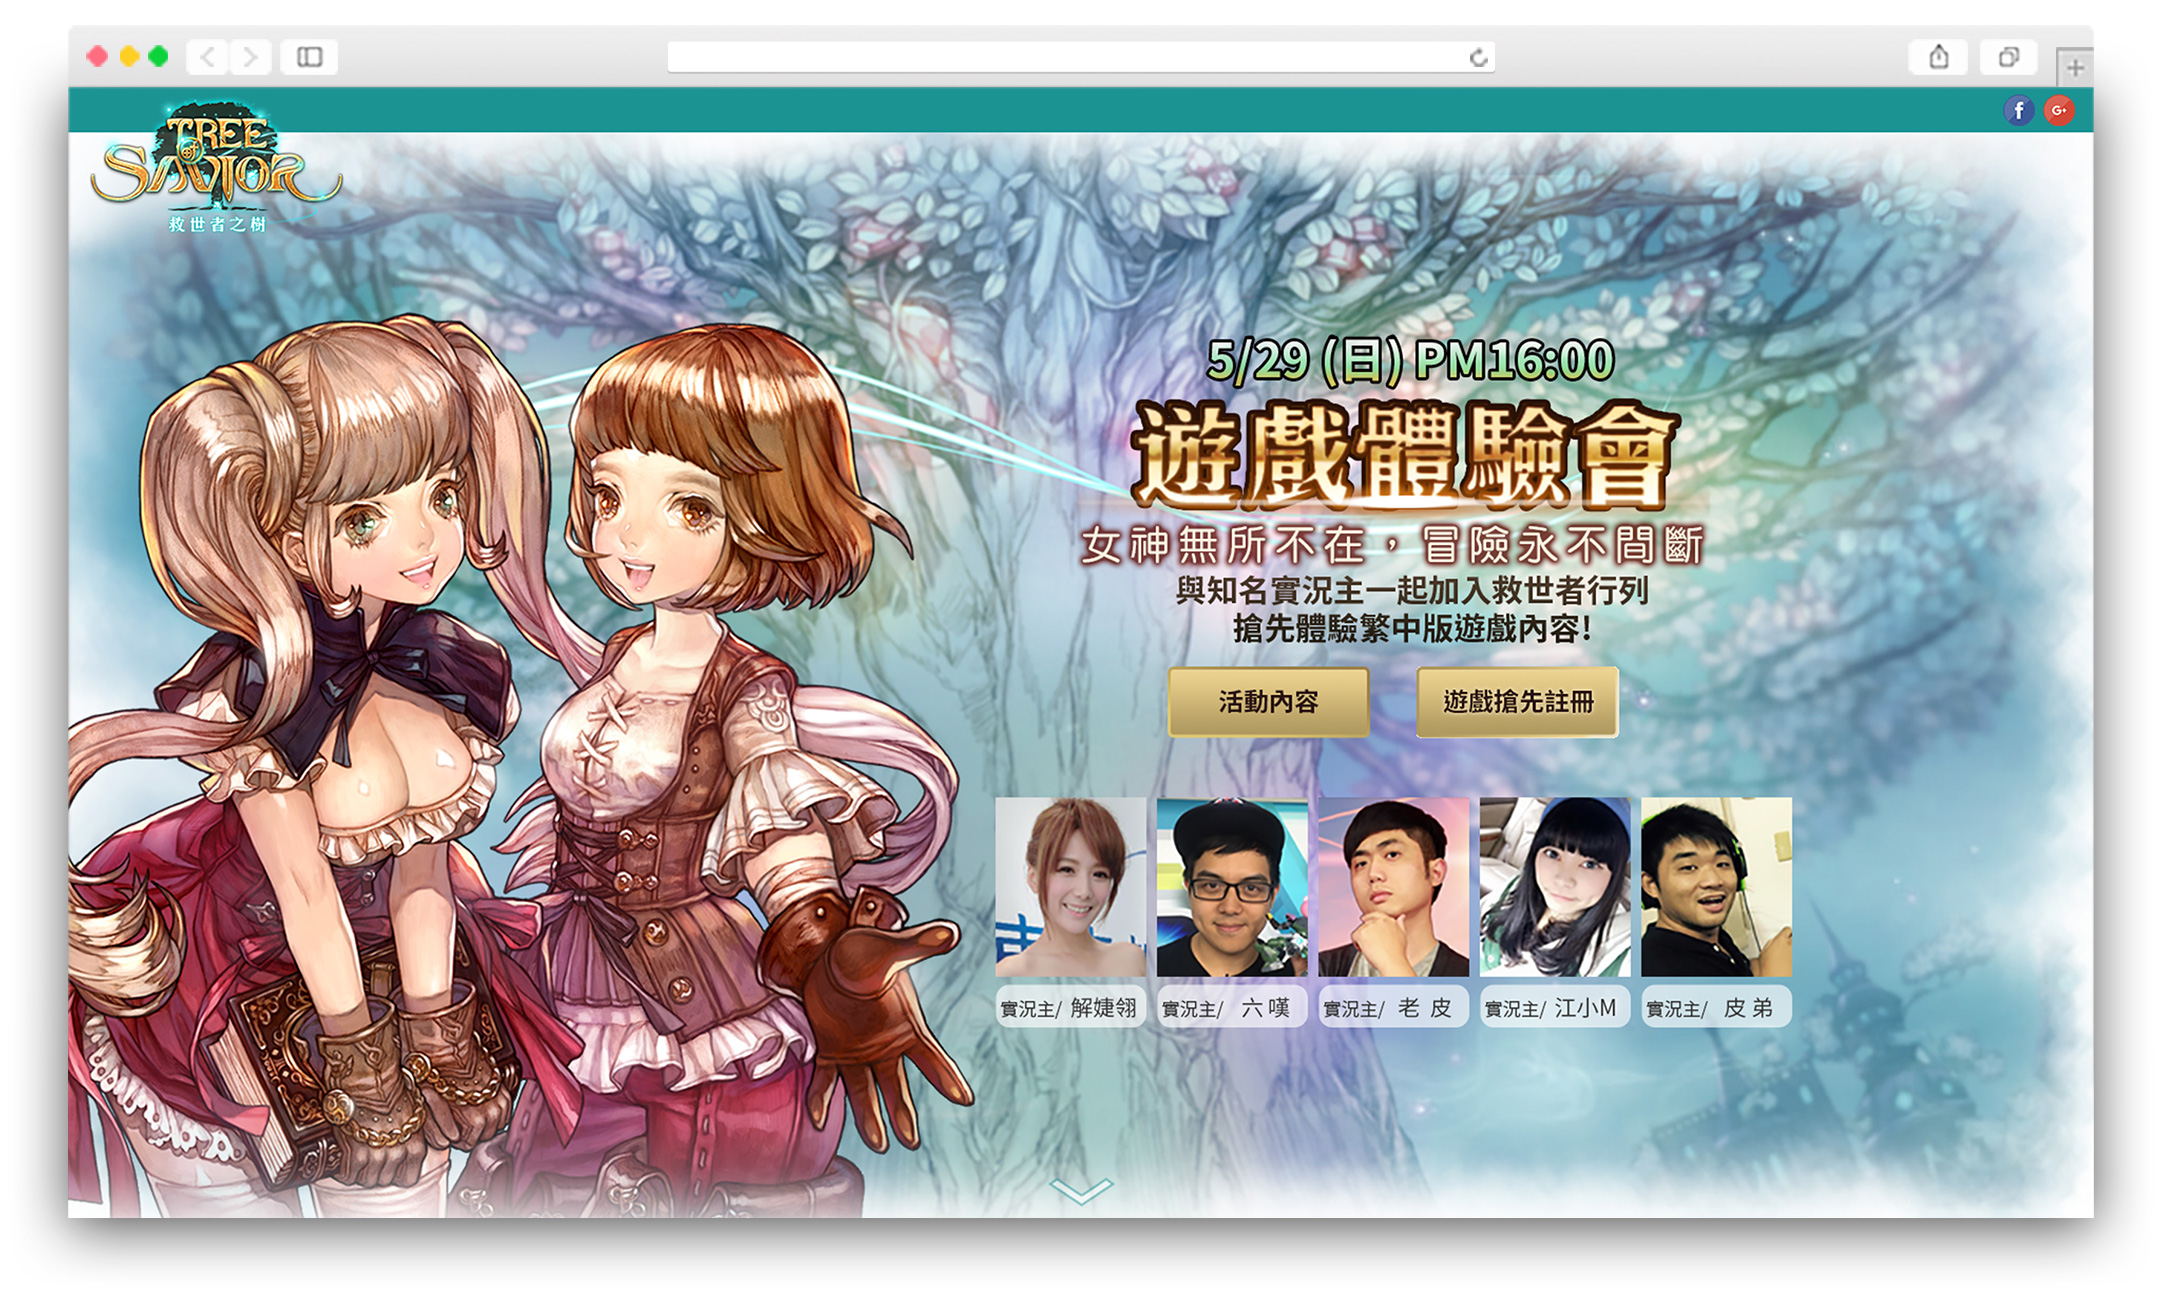 TREE
of
SAVIOR
救世者之樹
f
G+
5/29 (日) PM16:00
遊戲體驗會
女神無所不在，冒險永不間斷
與知名實況主一起加入救世者行列
搶先體驗繁中版遊戲內容!
活動內容
遊戲搶先註冊
實況主/ 解婕翎
實況主/ 六嘆
實況主/ 老皮
實況主/ 江小M
實況主/ 皮弟